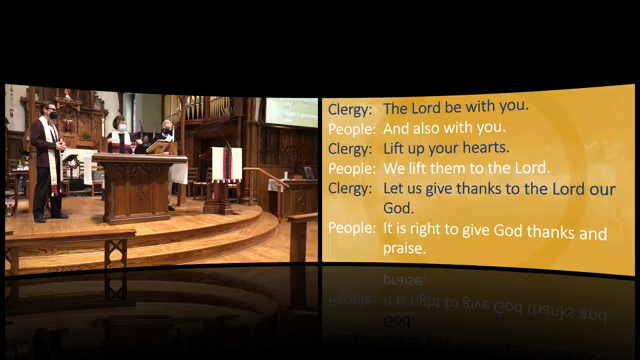 Clergy: The Lord be with you.
People: And also with you.
Clergy: Lift up your hearts.
People: We lift them to the Lord.
Clergy: Let us give thanks to the Lord our
God.
People: It is right to give God thanks and
praise.